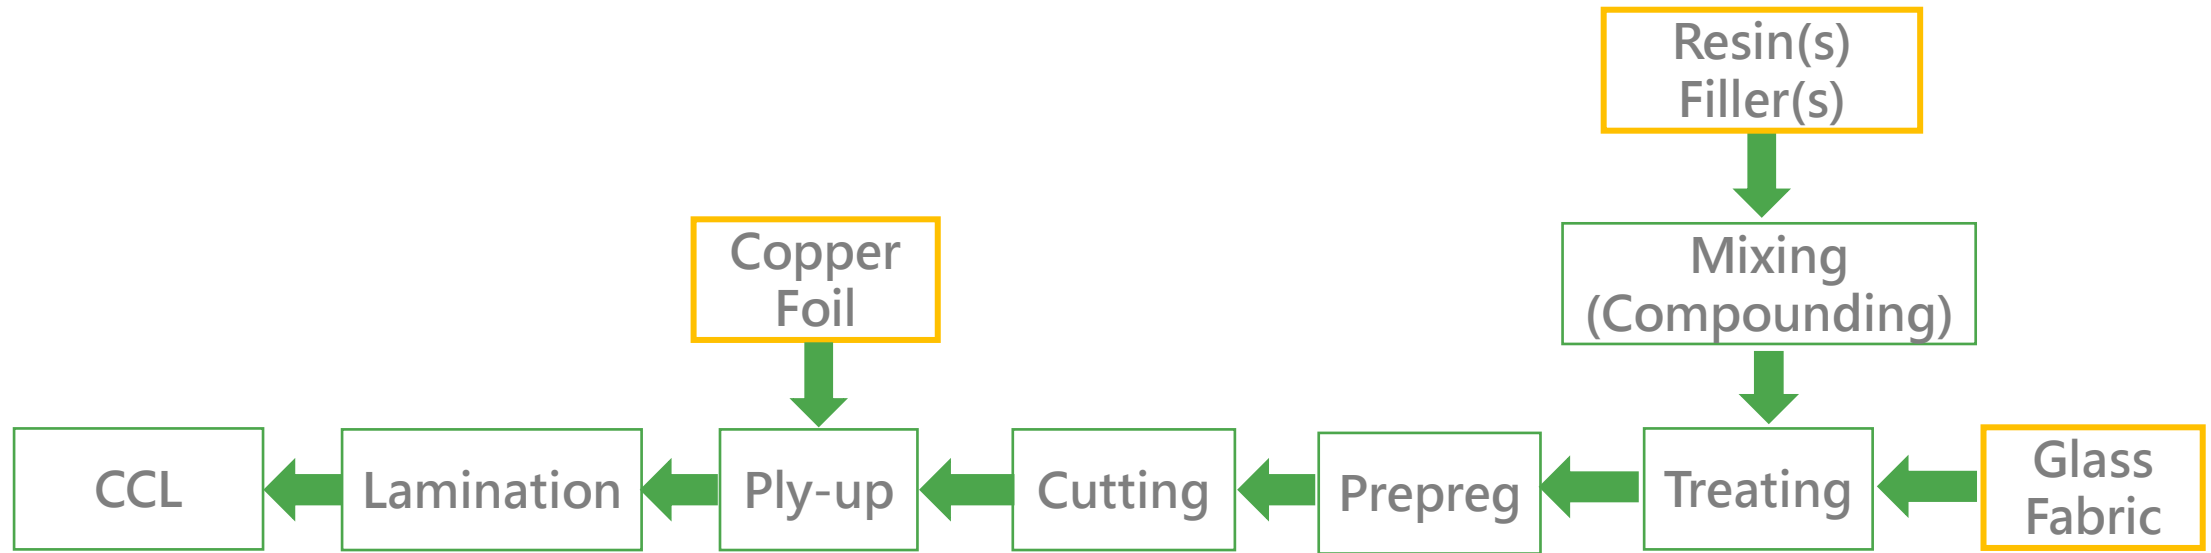 Resin(s)
Filler(s)
Copper
Foil
Mixing
(Compounding)
CCL
Lamination
Ply-up
Cutting
Prepreg
Treating
Glass
Fabric